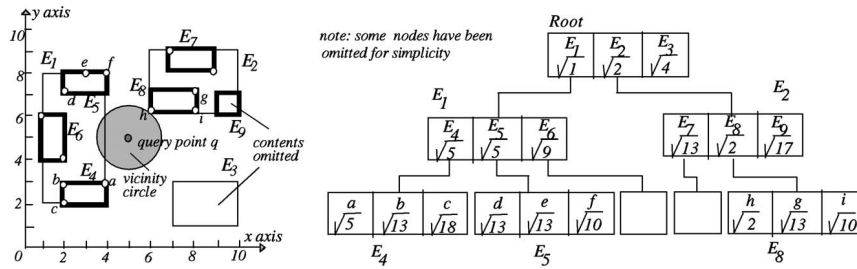 y axis
10
8
6
4
2
0
0 2 4 6 8 10
x axis
E1
e
f
d
E5
E7
E2
E8
g
h
i
E9
E6
query point q
contents
omitted
E3
E4
a
b
c
vicinity
circle
note: some nodes have been
omitted for simplicity
Root
E1 E2 E3
√1 √2 √4
E1
E2
E4 E5 E6
√5 √5 √9
E7 E8 E9
√13 √2 √17
a b c
√5 √13 √18
d e f
√13 √13 √10
h g i
√2 √13 √10
E4
E5
E8